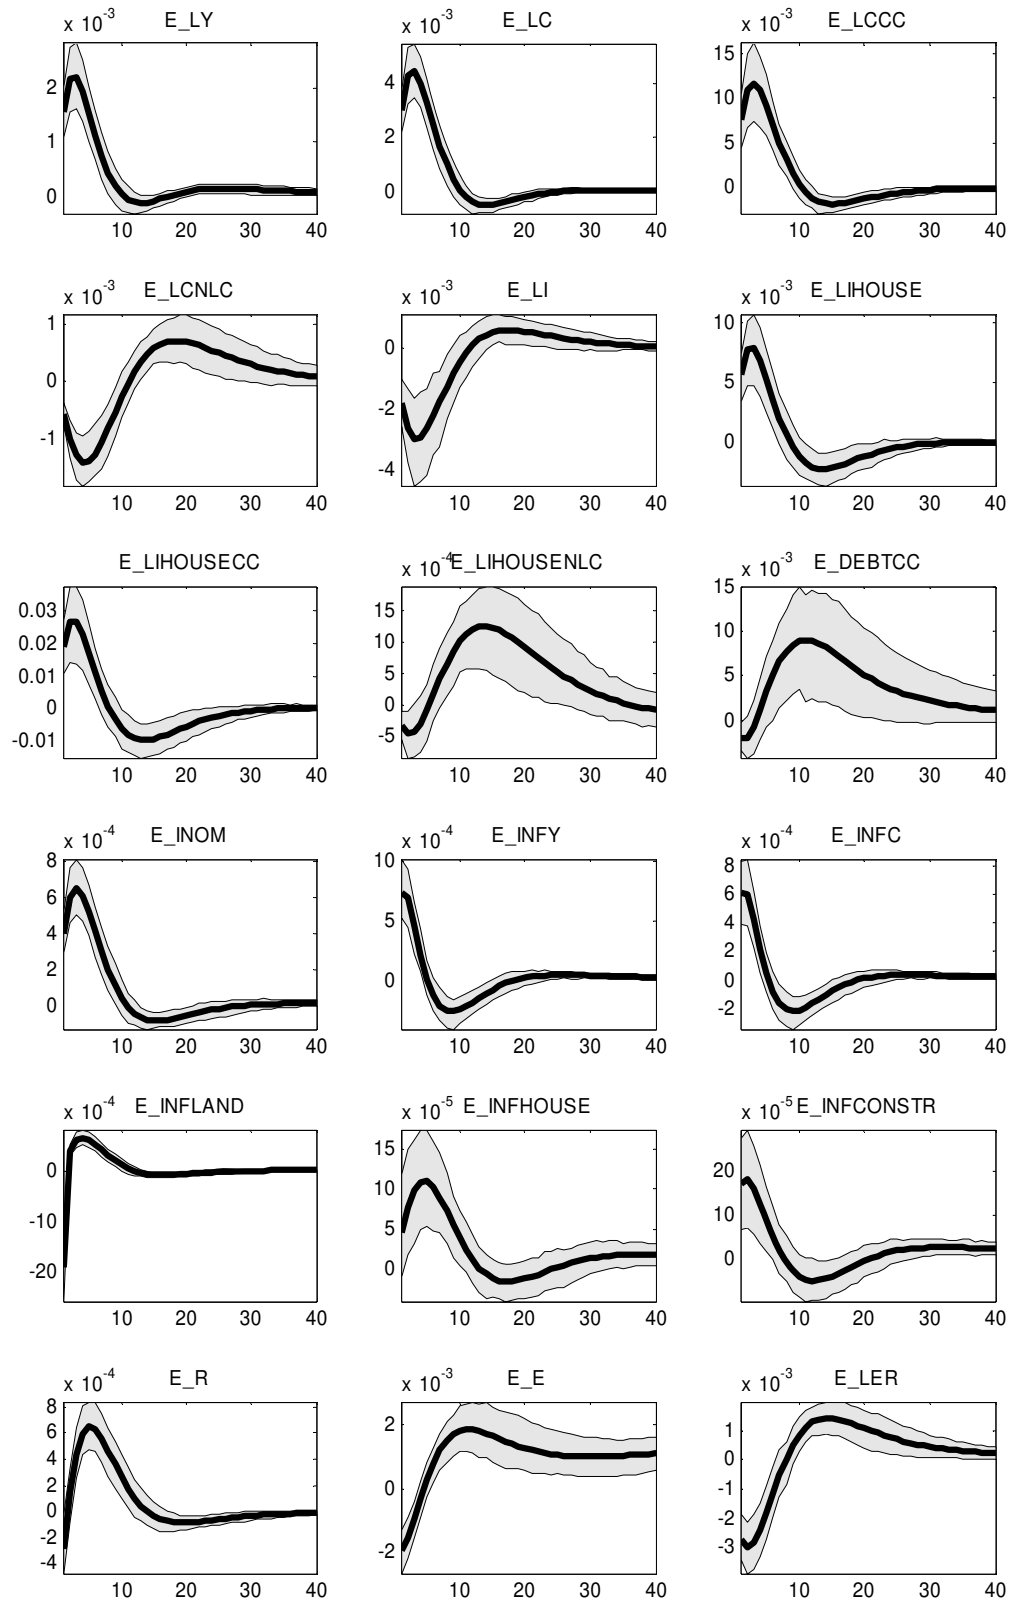 x 10-3 E_LY
2
1
0
10 20 30 40
x 10-3 E_LC
4
2
0
10 20 30 40
x 10-3 E_LCCC
15
10
5
0
10 20 30 40
x 10-3 E_LCNLC
1
0
-1
10 20 30 40
x 10-3 E_LI
0
-2
-4
10 20 30 40
x 10-3 E_LIHOUSE
10
5
0
10 20 30 40
E_LIHOUSECC
0.03
0.02
0.01
0
-0.01
10 20 30 40
x 10-4 E_LIHOUSENLC
15
10
5
0
-5
10 20 30 40
x 10-3 E_DEBTCC
15
10
5
0
10 20 30 40
x 10-4 E_INOM
8
6
4
2
0
10 20 30 40
x 10-4 E_INFY
10
5
0
10 20 30 40
x 10-4 E_INFC
8
6
4
2
0
-2
10 20 30 40
x 10-4 E_INFLAND
0
-10
-20
10 20 30 40
x 10-5 E_INFHOUSE
15
10
5
0
10 20 30 40
x 10-5 E_INFCONSTR
20
10
0
10 20 30 40
x 10-4 E_R
8
6
4
2
0
-2
-4
10 20 30 40
x 10-3 E_E
2
0
-2
10 20 30 40
x 10-3 E_LER
1
0
-1
-2
-3
10 20 30 40